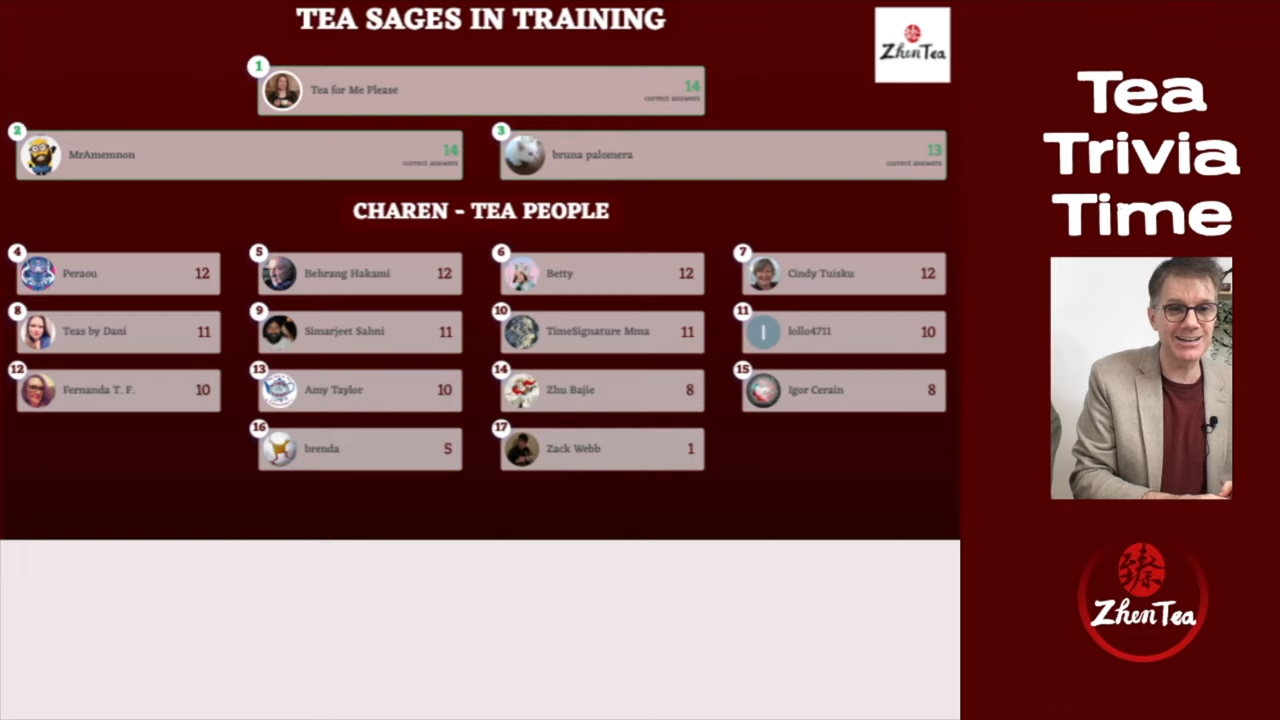 TEA SAGES IN TRAINING
臻
ZhenTea
1
Tea for Me Please
14
correct answers
2
MrAmemnon
14
correct answers
3
bruna palomera
13
correct answers
CHAREN - TEA PEOPLE
4 Peraou 12
5 Behrang Hakami 12
6 Betty 12
7 Cindy Tuisku 12
8 Teas by Dani 11
9 Simarjeet Sahni 11
10 TimeSignature Mma 11
11 l lollo4711 10
12 Fernanda T. F. 10
13 Amy Taylor 10
14 Zhu Bajie 8
15 Igor Cerain 8
16 brenda 5
17 Zack Webb 1
Tea
Trivia
Time
臻
ZhenTea